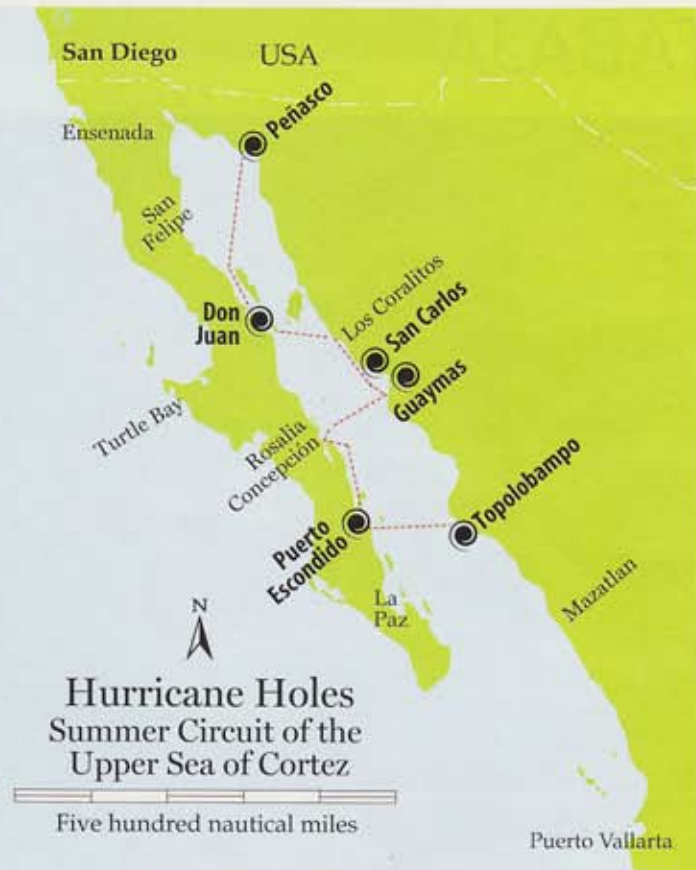 San Diego
USA
Peñasco
Ensenada
San
Felipe
Los Coralitos
Don
Juan
San Carlos
Guaymas
Turtle Bay
Rosalia
Concepción
Topolobampo
Puerto
Escondido
La
Paz
Mazatlan
N
Hurricane Holes
Summer Circuit of the
Upper Sea of Cortez
Five hundred nautical miles
Puerto Vallarta